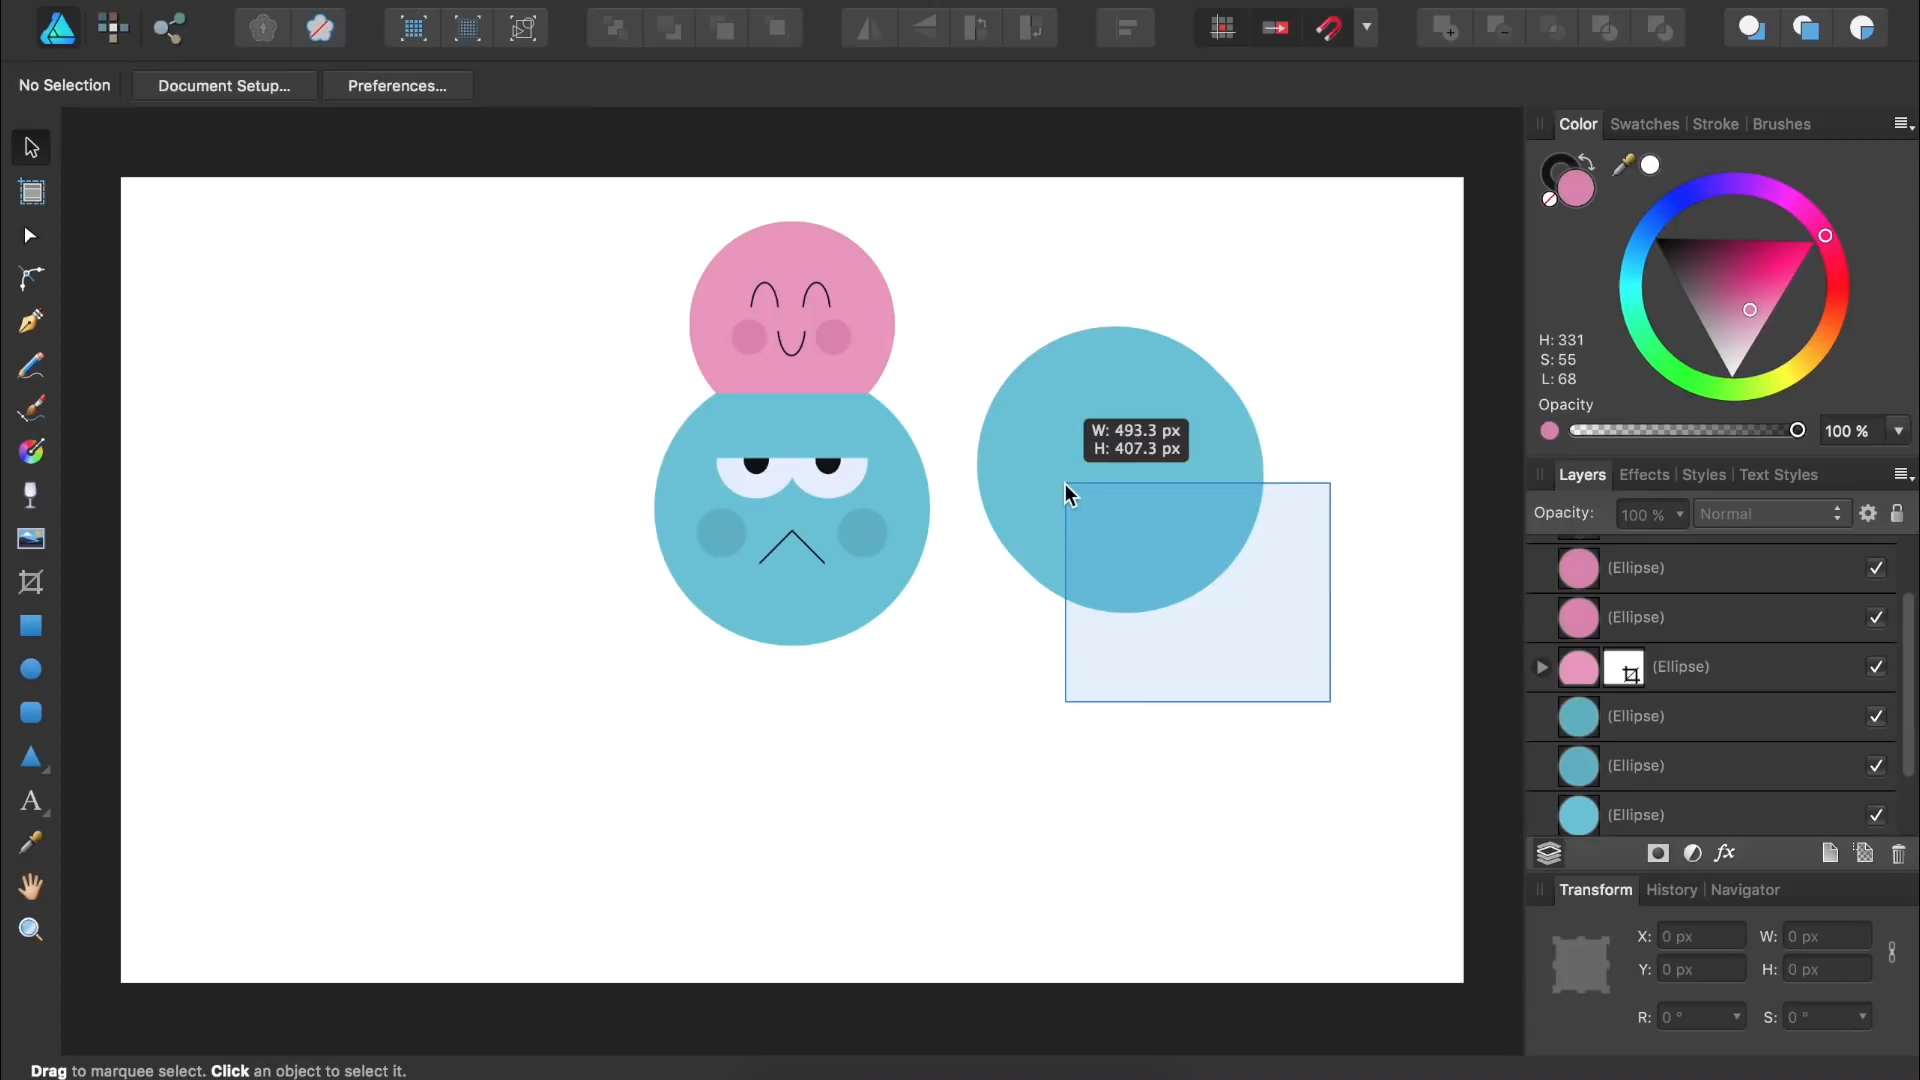 No Selection
Document Setup...
Preferences...
Color
Swatches
Stroke
Brushes
H: 331
S: 55
L: 68
Opacity
100 %
W: 493.3 px
H: 407.3 px
Layers
Effects
Styles
Text Styles
Opacity:
100 %
Normal
(Ellipse)
(Ellipse)
(Ellipse)
(Ellipse)
(Ellipse)
(Ellipse)
fx
Transform
History
Navigator
X: 0 px
W: 0 px
Y: 0 px
H: 0 px
R: 0 °
S: 0 °
A
Drag to marquee select. Click an object to select it.